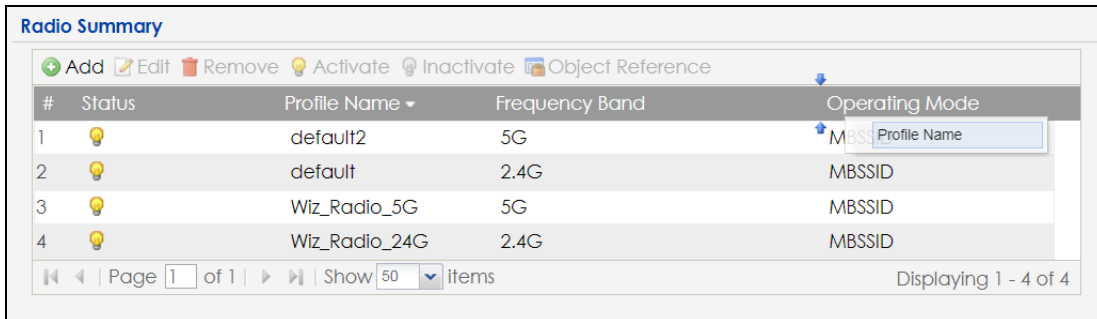 Radio Summary
Add Edit Remove Activate Inactivate Object Reference
# Status Profile Name Frequency Band Operating Mode
1 default2 5G MBSSID Profile Name
2 default 2.4G MBSSID
3 Wiz_Radio_5G 5G MBSSID
4 Wiz_Radio_24G 2.4G MBSSID
Page 1 of 1 Show 50 items Displaying 1 - 4 of 4